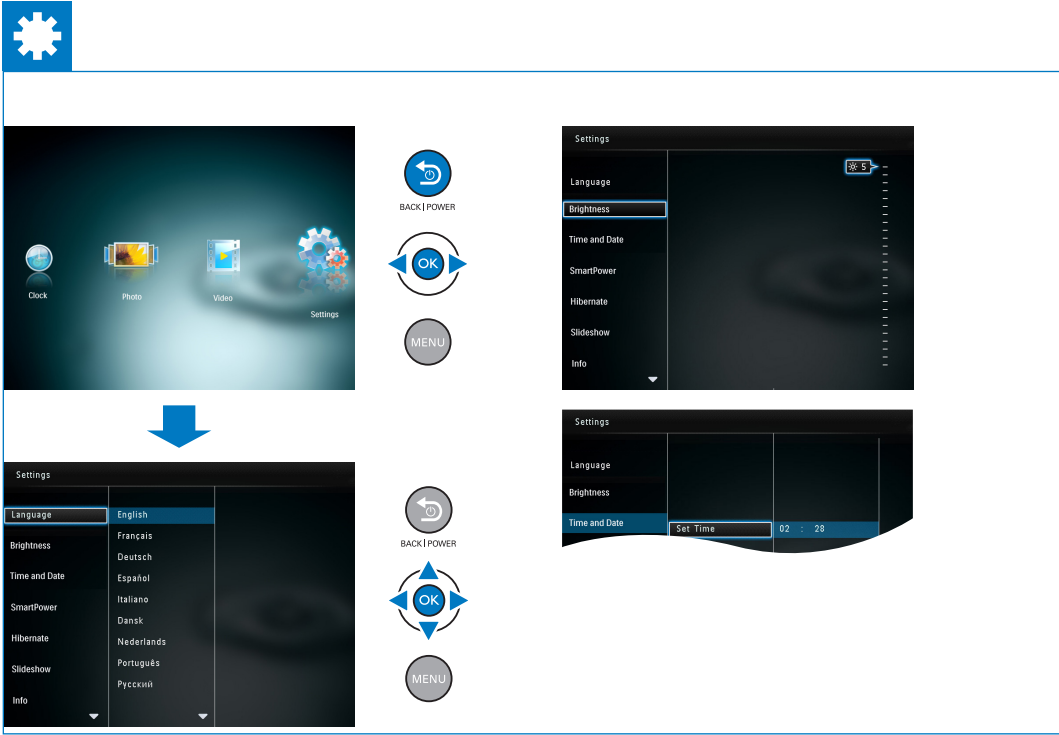 Clock
Photo
Video
Settings
BACK POWER
OK
MENU
Settings
Language
English
Français
Brightness
Deutsch
Time and Date
Español
Italiano
SmartPower
Dansk
Hibernate
Nederlands
Slideshow
Português
Русский
Info
BACK POWER
OK
MENU
Settings
5
Language
Brightness
Time and Date
SmartPower
Hibernate
Slideshow
Info
Settings
Language
Brightness
Time and Date
Set Time
02 : 28